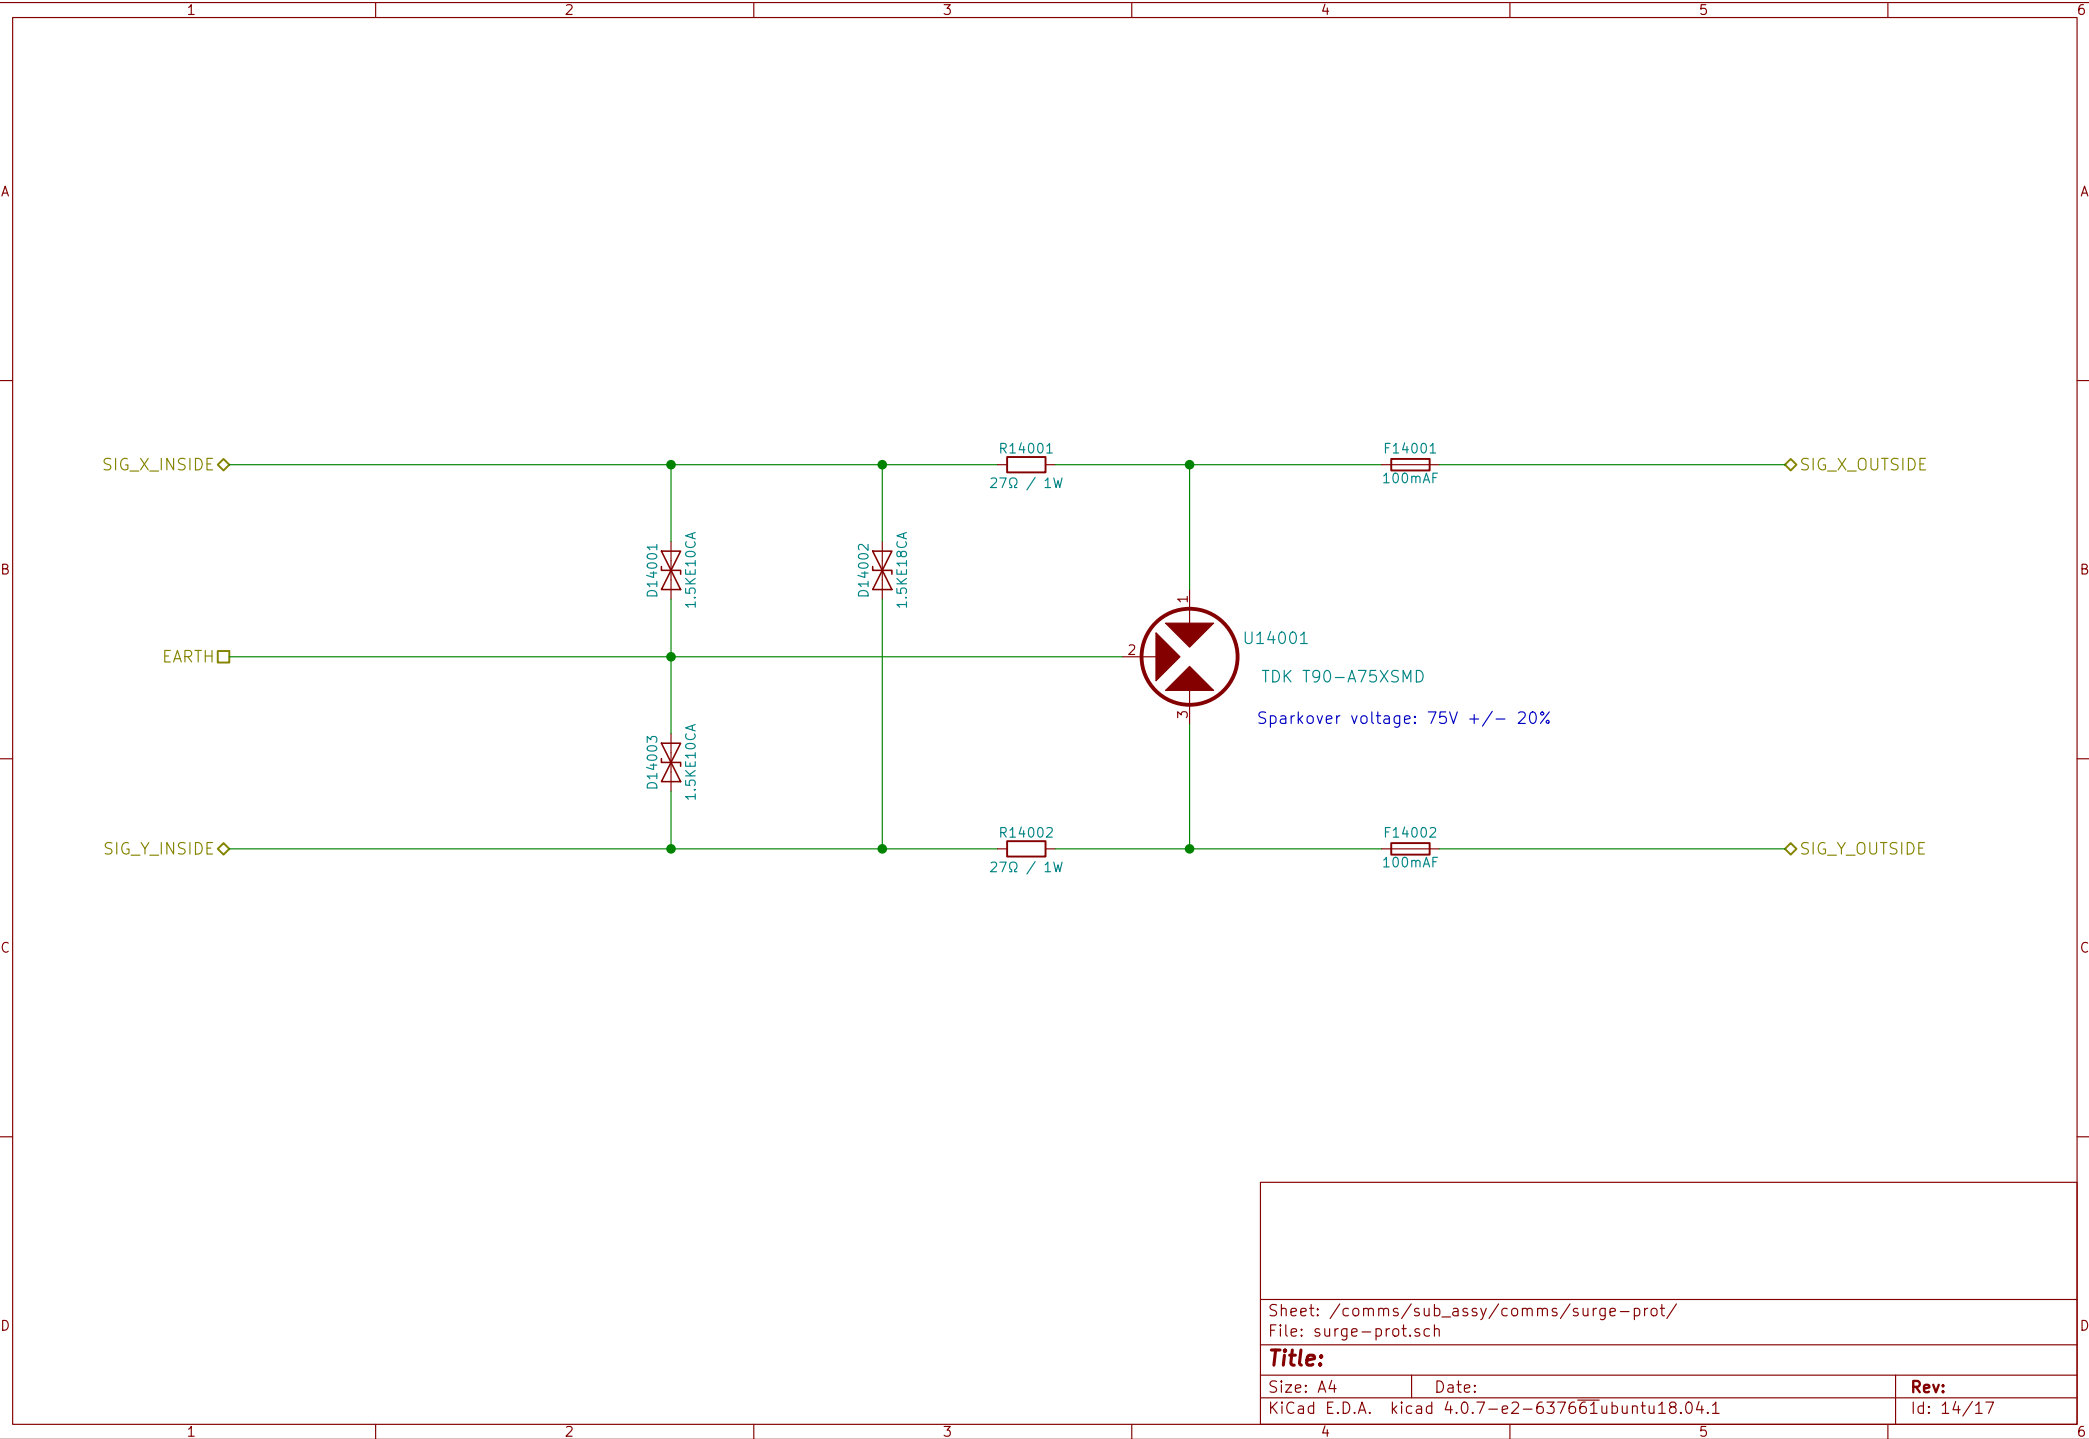 1 2 3 4 5 6
A A
SIG_X_INSIDE
R14001
27Ω / 1W
F14001
100mAF
SIG_X_OUTSIDE
B B
D14001
1.5KE10CA
D14002
1.5KE18CA
EARTH
1
2
3
U14001
TDK T90-A75XSMD
Sparkover voltage: 75V +/- 20%
D14003
1.5KE10CA
SIG_Y_INSIDE
R14002
27Ω / 1W
F14002
100mAF
SIG_Y_OUTSIDE
C C
Sheet: /comms/sub_assy/comms/surge-prot/
File: surge-prot.sch
D D
Title:
Size: A4 Date: Rev:
KiCad E.D.A. kicad 4.0.7-e2-637661ubuntu18.04.1 Id: 14/17
1 2 3 4 5 6